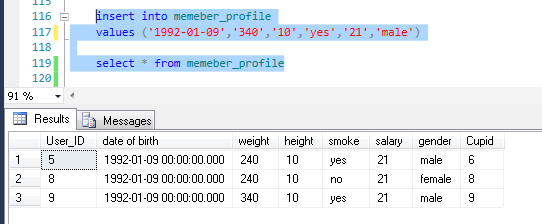 116 insert into memeber_profile
117 values ('1992-01-09','340','10','yes','21','male')
118
119 select * from memeber_profile
120
91 %
Results Messages
User_ID date of birth weight height smoke salary gender Cupid
1 5 1992-01-09 00:00:00.000 240 10 yes 21 male 6
2 8 1992-01-09 00:00:00.000 240 10 no 21 female 8
3 9 1992-01-09 00:00:00.000 340 10 yes 21 male 9